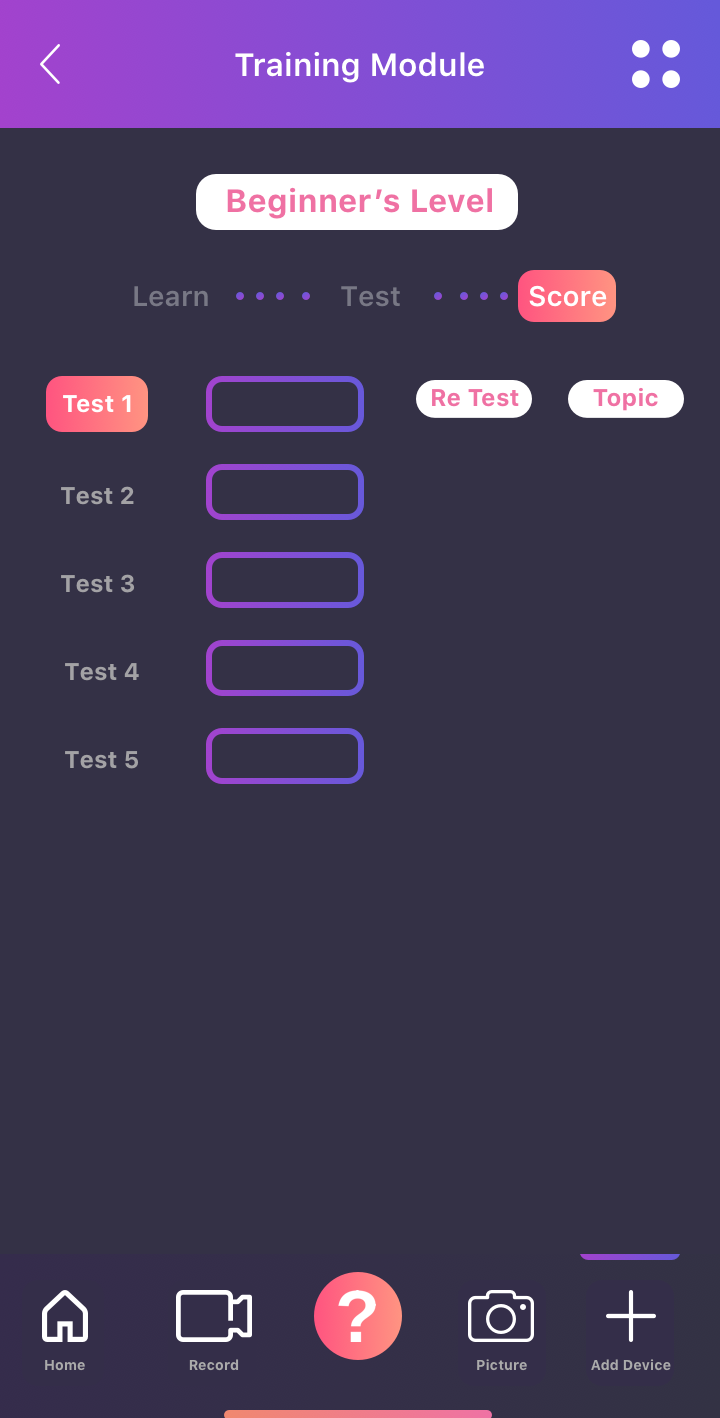 Training Module
Beginner’s Level
Learn Test Score
Test 1 Re Test Topic
Test 2
Test 3
Test 4
Test 5
?
Home Record Picture Add Device